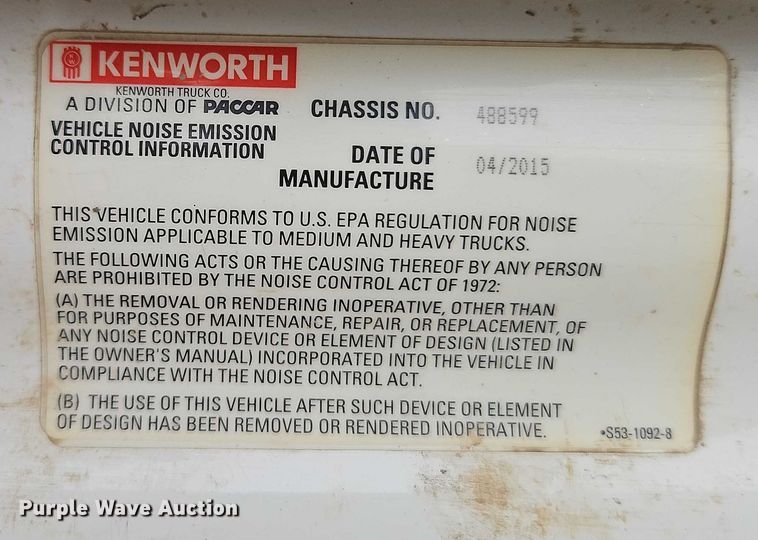 KENWORTH
KENWORTH TRUCK CO.
A DIVISION OF PACCAR
VEHICLE NOISE EMISSION
CONTROL INFORMATION
CHASSIS NO. 488599
DATE OF
MANUFACTURE 04/2015
THIS VEHICLE CONFORMS TO U.S. EPA REGULATION FOR NOISE
EMISSION APPLICABLE TO MEDIUM AND HEAVY TRUCKS.
THE FOLLOWING ACTS OR THE CAUSING THEREOF BY ANY PERSON
ARE PROHIBITED BY THE NOISE CONTROL ACT OF 1972:
(A) THE REMOVAL OR RENDERING INOPERATIVE, OTHER THAN
FOR PURPOSES OF MAINTENANCE, REPAIR, OR REPLACEMENT, OF
ANY NOISE CONTROL DEVICE OR ELEMENT OF DESIGN (LISTED IN
THE OWNER'S MANUAL) INCORPORATED INTO THE VEHICLE IN
COMPLIANCE WITH THE NOISE CONTROL ACT.
(B) THE USE OF THIS VEHICLE AFTER SUCH DEVICE OR ELEMENT
OF DESIGN HAS BEEN REMOVED OR RENDERED INOPERATIVE.
•S53-1092-8
Purple Wave Auction